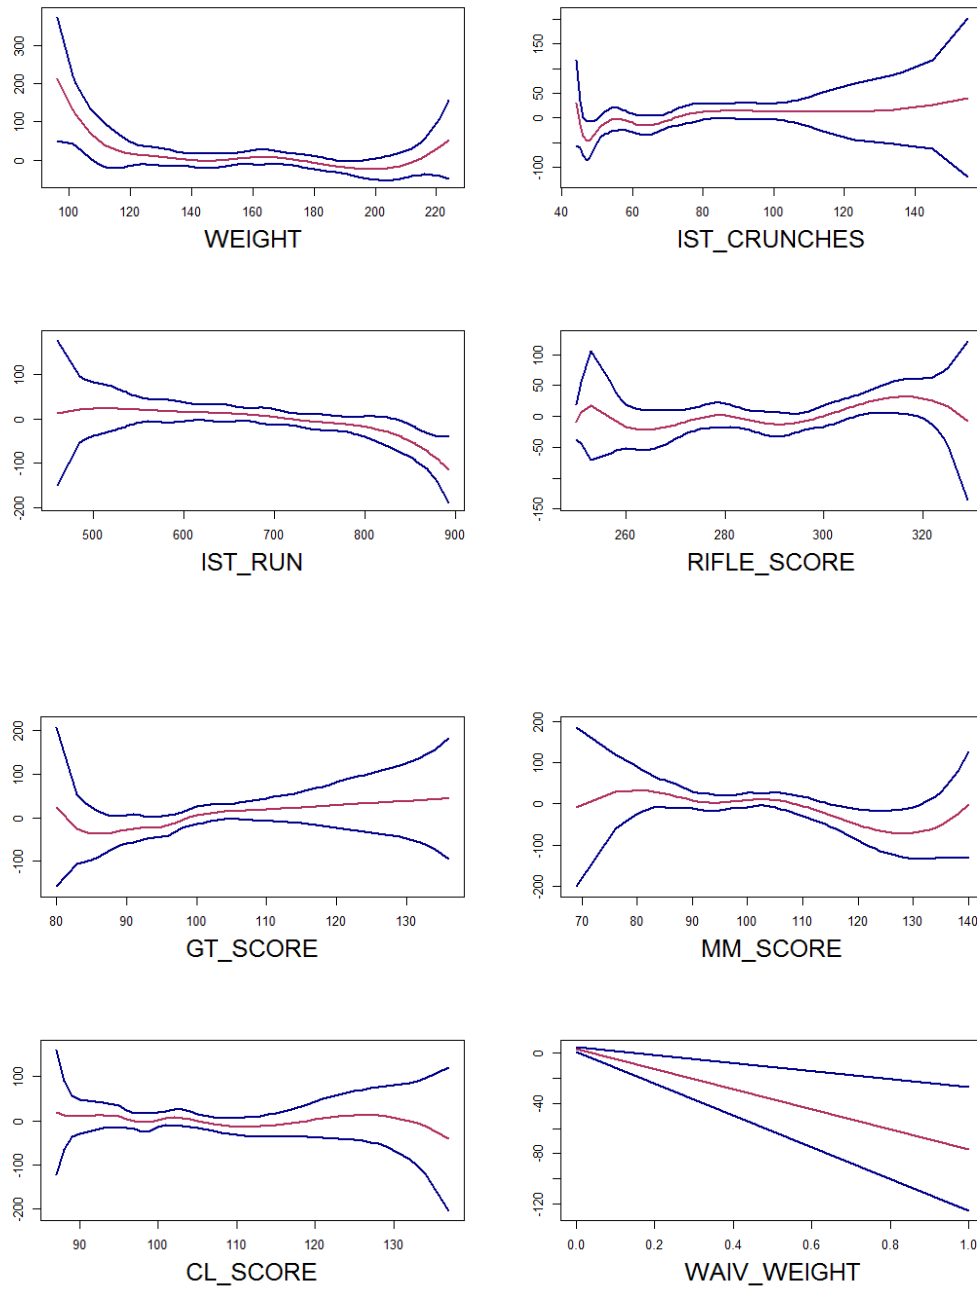 300
200
100
0
100 120 140 160 180 200 220
WEIGHT
150
50
0
-100
40 60 80 100 120 140
IST_CRUNCHES
100
0
-100
-200
500 600 700 800 900
IST_RUN
100
50
0
-50
-150
260 280 300 320
RIFLE_SCORE
200
100
0
-100
80 90 100 110 120 130
GT_SCORE
200
100
0
-100
-200
70 80 90 100 110 120 130 140
MM_SCORE
100
0
-100
-200
90 100 110 120 130
CL_SCORE
0
-40
-80
-120
0.0 0.2 0.4 0.6 0.8 1.0
WAIV_WEIGHT